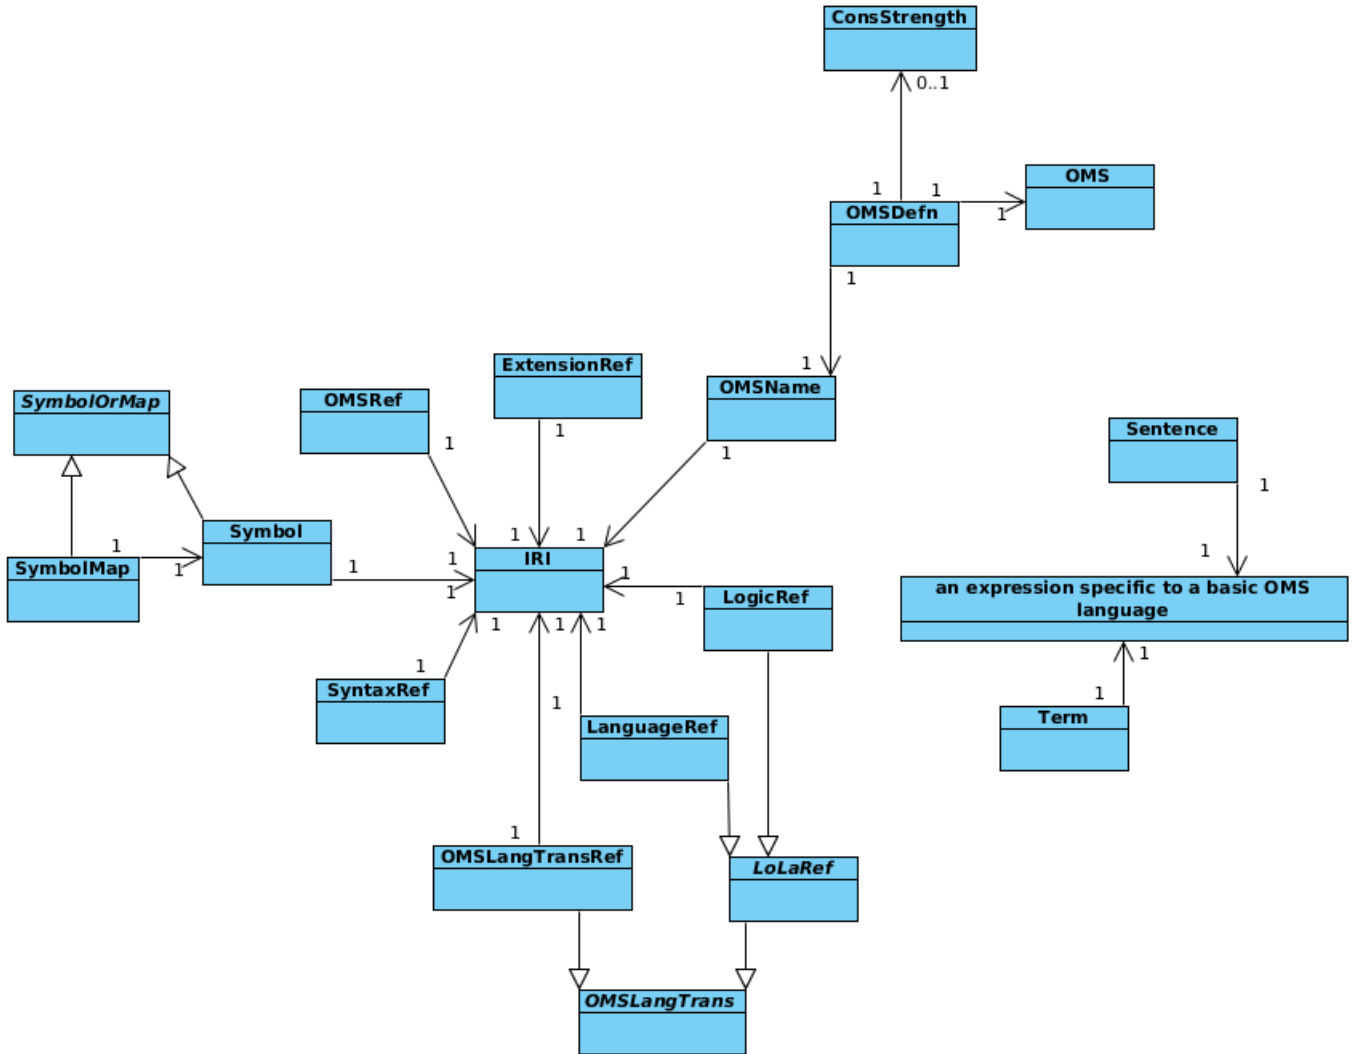 ConsStrength
0..1
1
1
OMS
OMSDefn
1
1
1
ExtensionRef
OMSName
OMSRef
SymbolOrMap
Sentence
1
1
1
1
Symbol
1
1
1
1
1
IRI
SymbolMap
1
1
1
1
1
1
LogicRef
an expression specific to a basic OMS
language
1
1
1
1
1
SyntaxRef
1
LanguageRef
1
Term
1
OMSLangTransRef
LoLaRef
OMSLangTrans